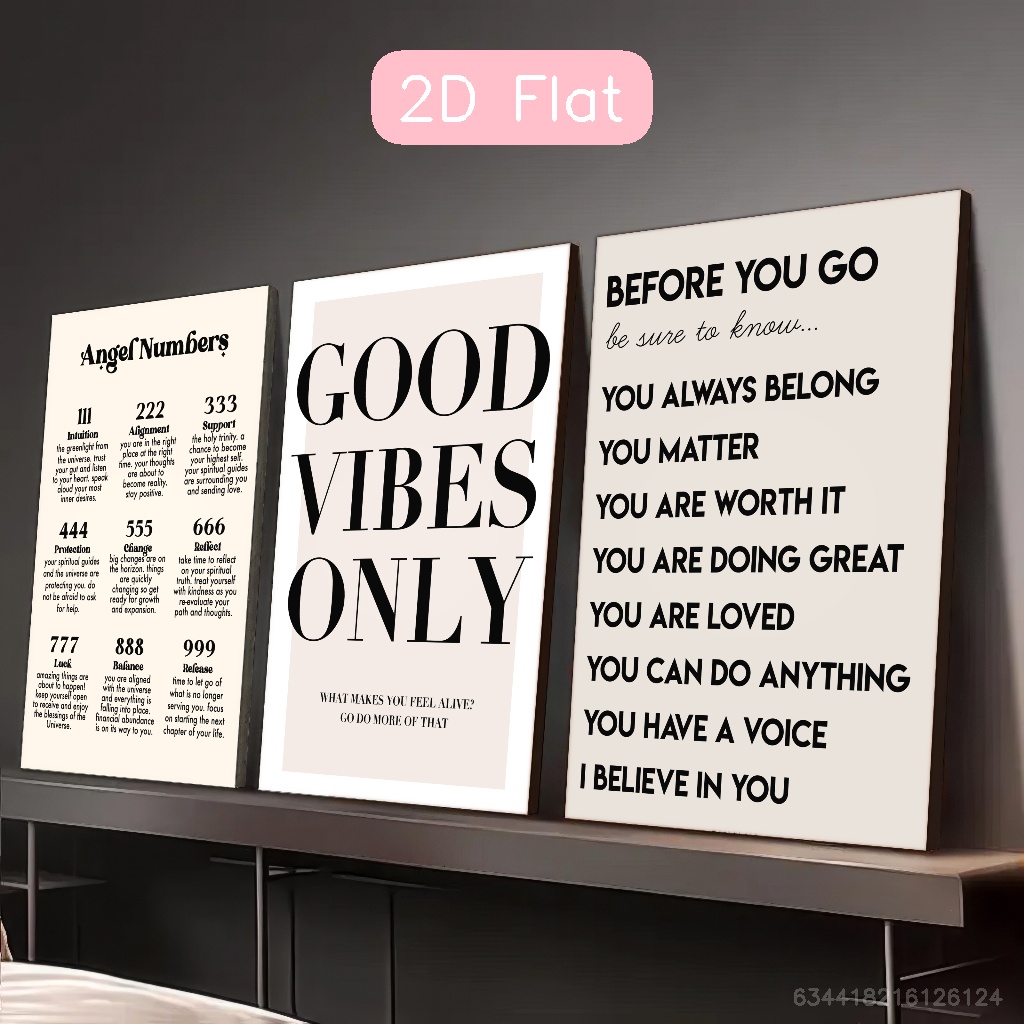 2D Flat
Angel Numbers
111
Intuition
the greenlight from
the universe. trust
your gut and listen
to your heart. speak
aloud your most
inner desires.
222
Alignment
you are in the right
place at the right
time. your thoughts
are about to
become reality.
stay positive.
333
Support
the holy trinity. a
chance to become
your highest self.
your spiritual guides
are surrounding you
and sending love.
444
Protection
your spiritual guides
and the universe are
protecting you. do
not be afraid to ask
for help.
555
Change
big changes are on
the horizon. things
are quickly
changing so get
ready for growth
and expansion.
666
Reflect
take time to reflect
on your spiritual
truth. treat yourself
with kindness as you
re-evaluate your
path and thoughts.
777
Luck
amazing things are
about to happen!
keep yourself open
to receive and enjoy
the blessings of the
Universe.
888
Balance
you are aligned
with the universe
and everything is
falling into place.
financial abundance
is on its way to you.
999
Release
time to let go of
what is no longer
serving you. focus
on starting the next
chapter of your life.
GOOD
VIBES
ONLY
WHAT MAKES YOU FEEL ALIVE?
GO DO MORE OF THAT
BEFORE YOU GO
be sure to know...
YOU ALWAYS BELONG
YOU MATTER
YOU ARE WORTH IT
YOU ARE DOING GREAT
YOU ARE LOVED
YOU CAN DO ANYTHING
YOU HAVE A VOICE
I BELIEVE IN YOU
634418216126124